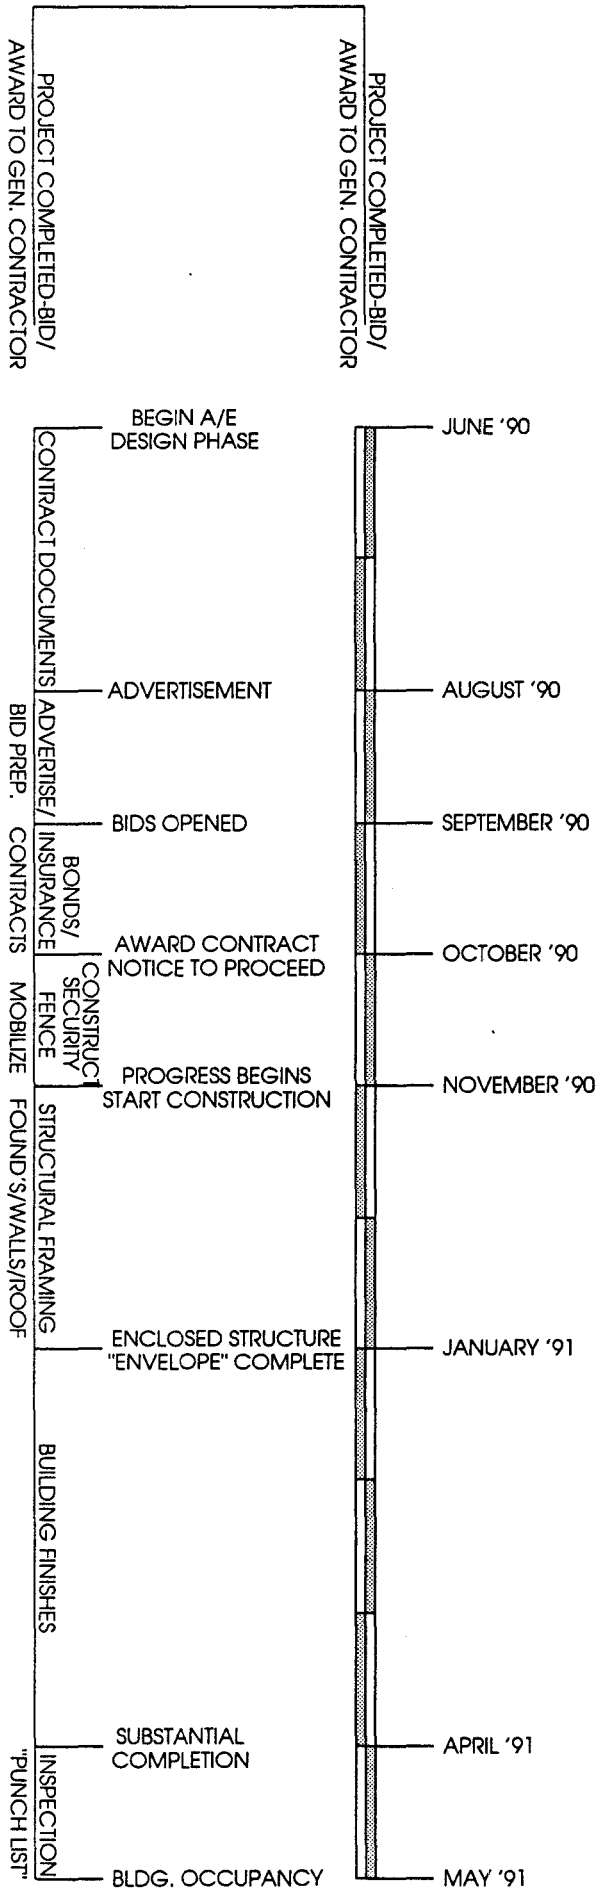 PROJECT COMPLETED-BID/
AWARD TO GEN. CONTRACTOR
PROJECT COMPLETED-BID/
AWARD TO GEN. CONTRACTOR
BEGIN A/E
DESIGN PHASE
JUNE '90
CONTRACT DOCUMENTS
ADVERTISEMENT
AUGUST '90
ADVERTISE/
BID PREP.
BIDS OPENED
SEPTEMBER '90
BONDS/
INSURANCE
CONTRACTS
AWARD CONTRACT
NOTICE TO PROCEED
OCTOBER '90
CONSTRUCT
SECURITY
FENCE
MOBILIZE
PROGRESS BEGINS
START CONSTRUCTION
NOVEMBER '90
STRUCTURAL FRAMING
FOUND'S/WALLS/ROOF
ENCLOSED STRUCTURE
"ENVELOPE" COMPLETE
JANUARY '91
BUILDING FINISHES
SUBSTANTIAL
COMPLETION
APRIL '91
INSPECTION
"PUNCH LIST"
BLDG. OCCUPANCY
MAY '91